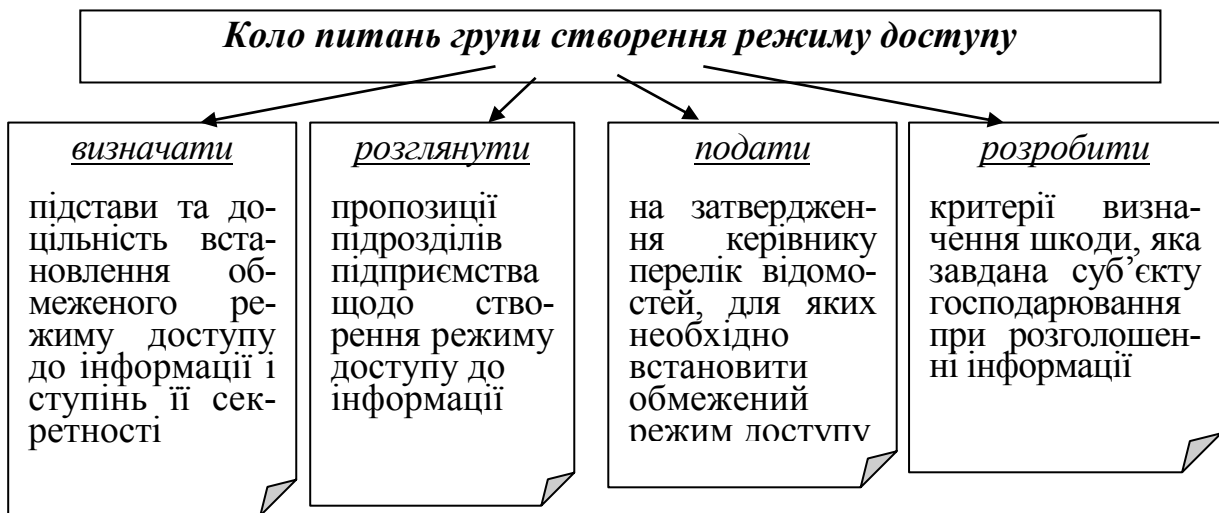 Коло питань групи створення режиму доступу
визначати
підстави та до-
цільність вста-
новлення об-
меженого ре-
жиму доступу
до інформації і
ступінь її сек-
ретності
розглянути
пропозиції
підрозділів
підприємства
щодо ство-
рення режиму
доступу до
інформації
подати
на затверджен-
ня керівнику
перелік відомо-
стей, для яких
необхідно
встановити
обмежений
режим доступу
розробити
критерії визна-
чення шкоди, яка
завдана суб’єкту
господарювання
при розголошен-
ні інформації